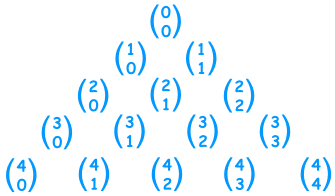 (0 0)
(1 0) (1 1)
(2 0) (2 1) (2 2)
(3 0) (3 1) (3 2) (3 3)
(4 0) (4 1) (4 2) (4 3) (4 4)